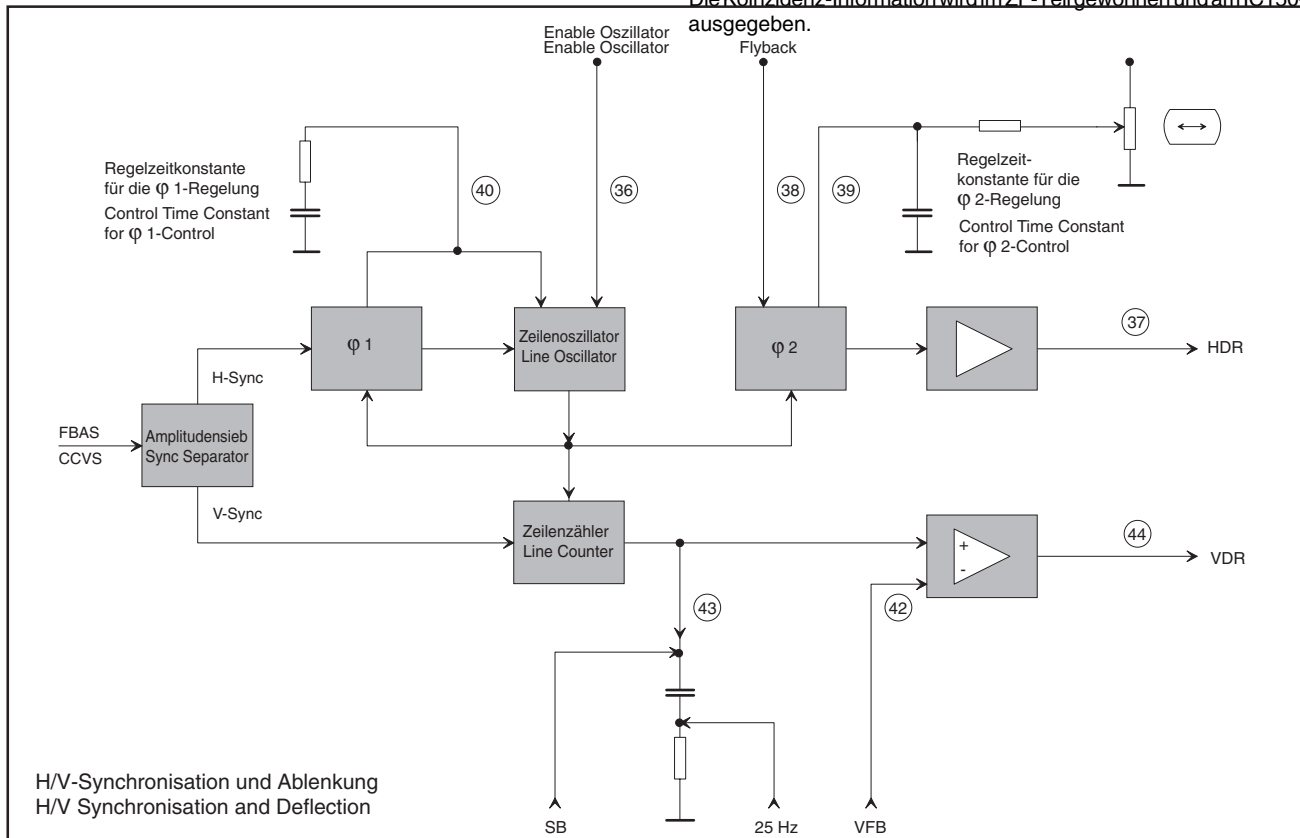 ausgegeben.
Enable Oszillator
Enable Oscillator
Flyback
Regelzeitkonstante
für die φ 1-Regelung
Control Time Constant
for φ 1-Control
40
36
38
39
Regelzeit-
konstante für die
φ 2-Regelung
Control Time Constant
for φ 2-Control
φ 1
Zeilenoszillator
Line Oscillator
φ 2
37
HDR
H-Sync
FBAS
CCVS
Amplitudensieb
Sync Separator
V-Sync
Zeilenzähler
Line Counter
+
-
44
VDR
43
42
H/V-Synchronisation und Ablenkung
H/V Synchronisation and Deflection
SB
25 Hz
VFB